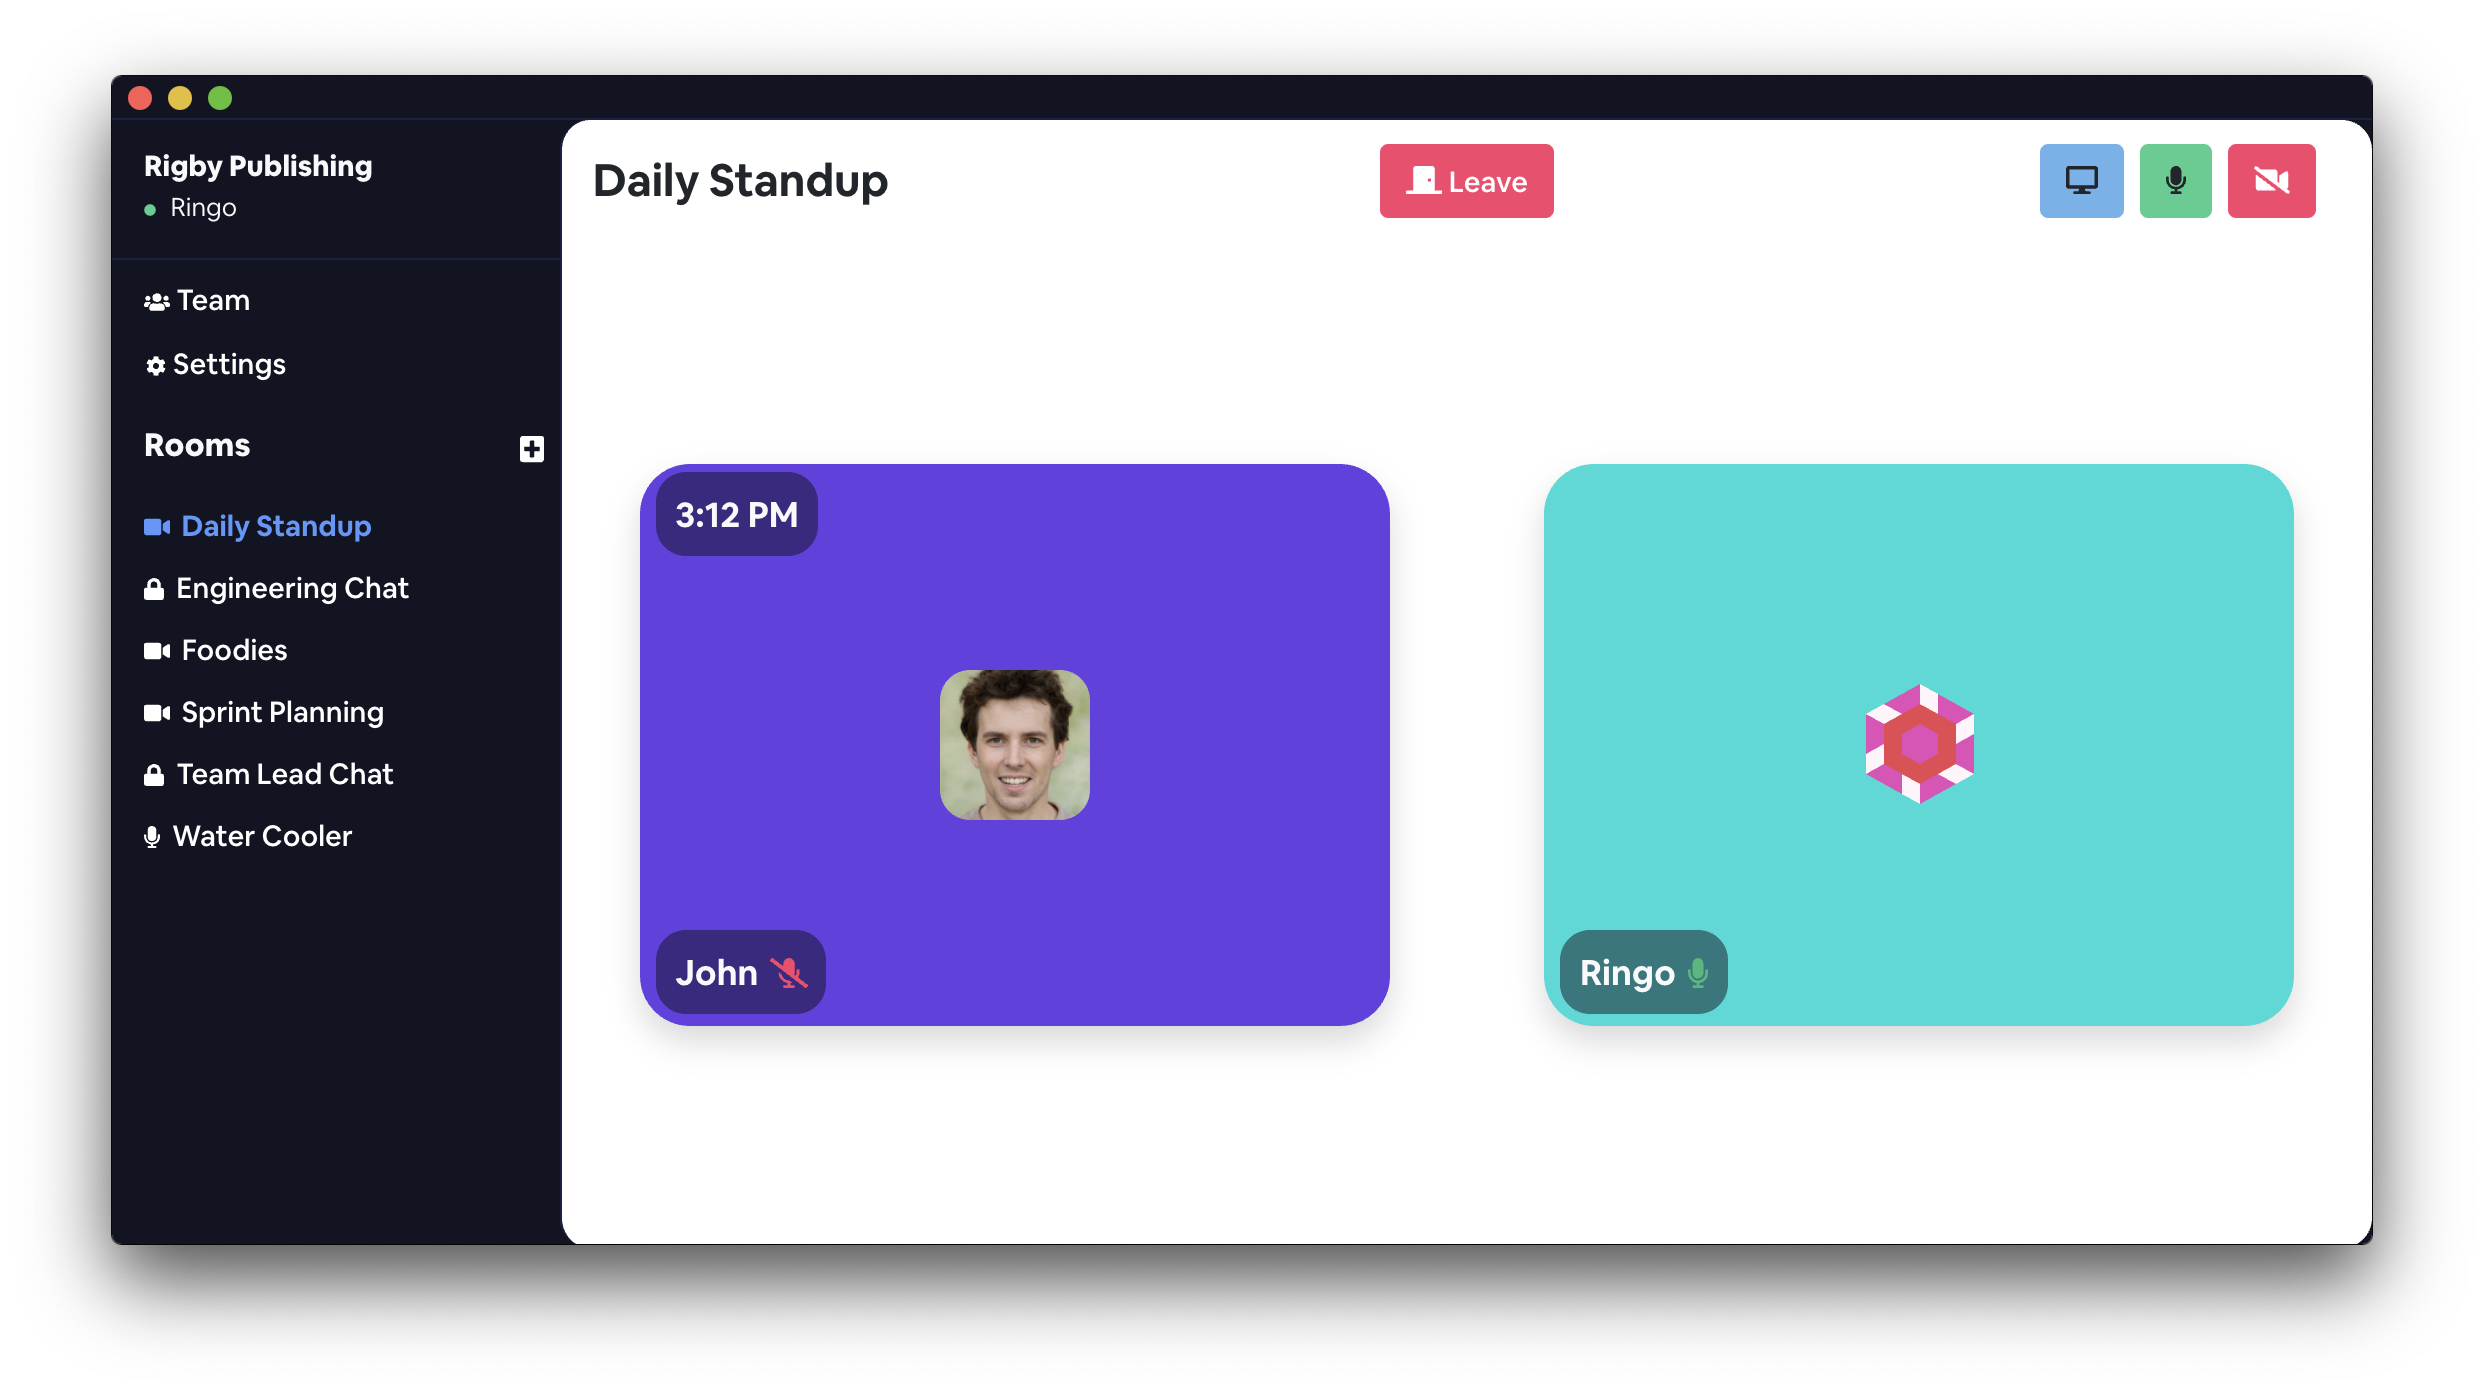 Rigby Publishing
Ringo
Team
Settings
Rooms
Daily Standup
Engineering Chat
Foodies
Sprint Planning
Team Lead Chat
Water Cooler
Daily Standup
Leave
3:12 PM
John
Ringo